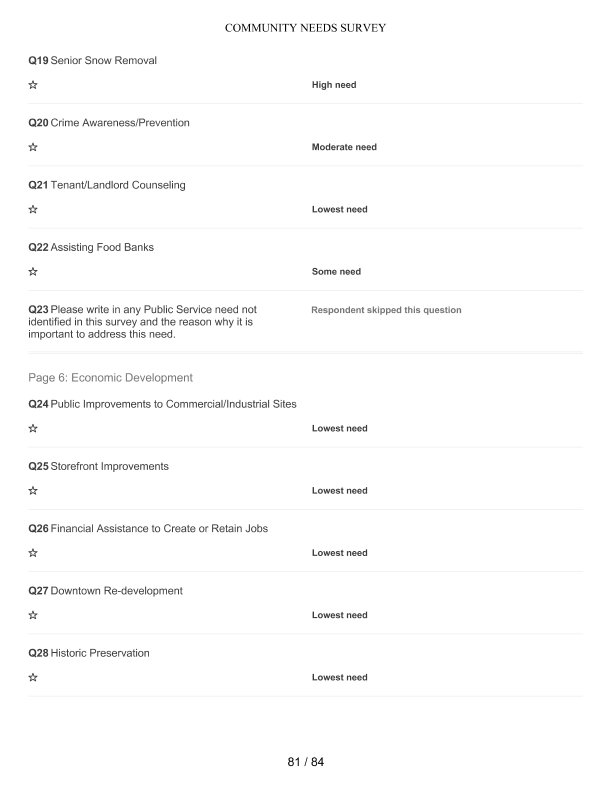 COMMUNITY NEEDS SURVEY
Q19 Senior Snow Removal
☆ High need
Q20 Crime Awareness/Prevention
☆ Moderate need
Q21 Tenant/Landlord Counseling
☆ Lowest need
Q22 Assisting Food Banks
☆ Some need
Q23 Please write in any Public Service need not Respondent skipped this question
identified in this survey and the reason why it is
important to address this need.
Page 6: Economic Development
Q24 Public Improvements to Commercial/Industrial Sites
☆ Lowest need
Q25 Storefront Improvements
☆ Lowest need
Q26 Financial Assistance to Create or Retain Jobs
☆ Lowest need
Q27 Downtown Re-development
☆ Lowest need
Q28 Historic Preservation
☆ Lowest need
81 / 84